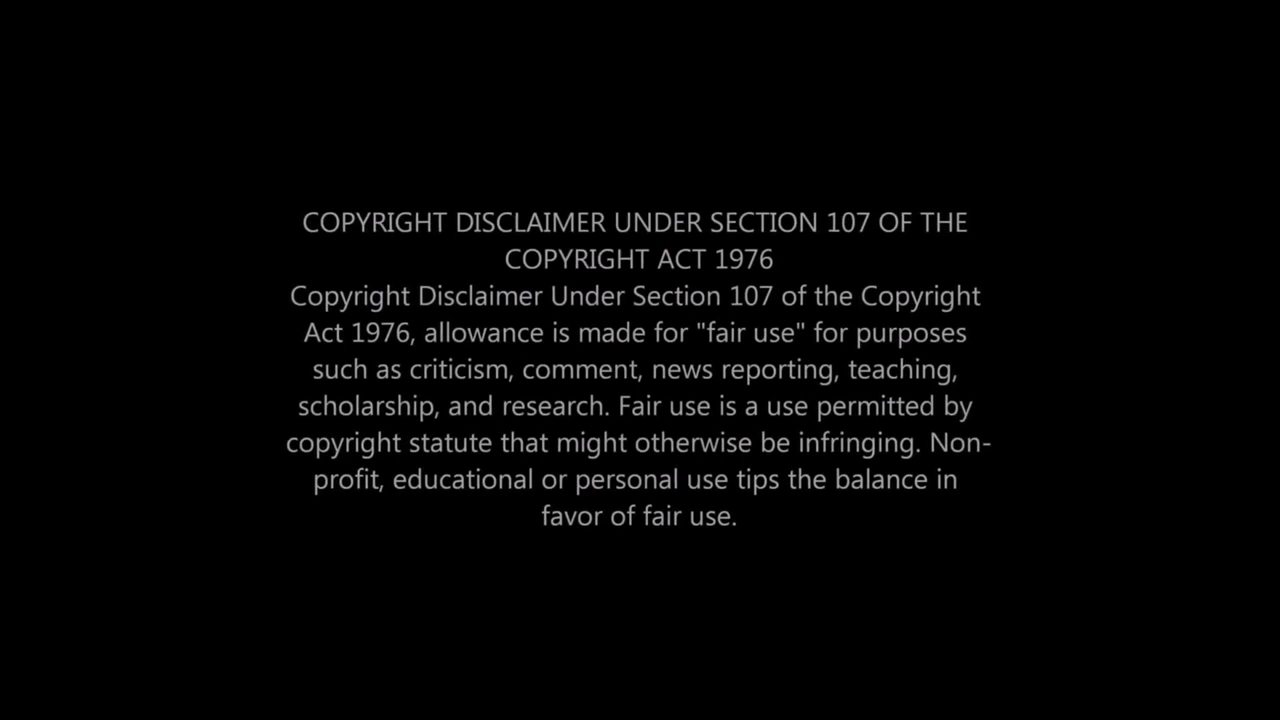 COPYRIGHT DISCLAIMER UNDER SECTION 107 OF THE
COPYRIGHT ACT 1976
Copyright Disclaimer Under Section 107 of the Copyright
Act 1976, allowance is made for "fair use" for purposes
such as criticism, comment, news reporting, teaching,
scholarship, and research. Fair use is a use permitted by
copyright statute that might otherwise be infringing. Non-
profit, educational or personal use tips the balance in
favor of fair use.